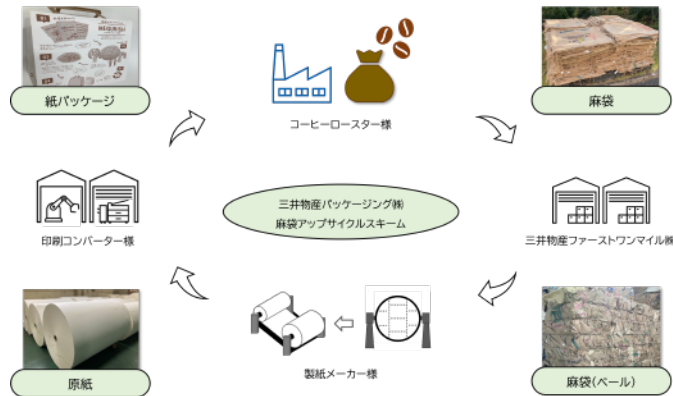 紙パッケージ
コーヒーロースター様
麻袋
印刷コンバーター様
三井物産パッケージング㈱
麻袋アップサイクルスキーム
三井物産ファーストワンマイル㈱
原紙
製紙メーカー様
麻袋(ベール)